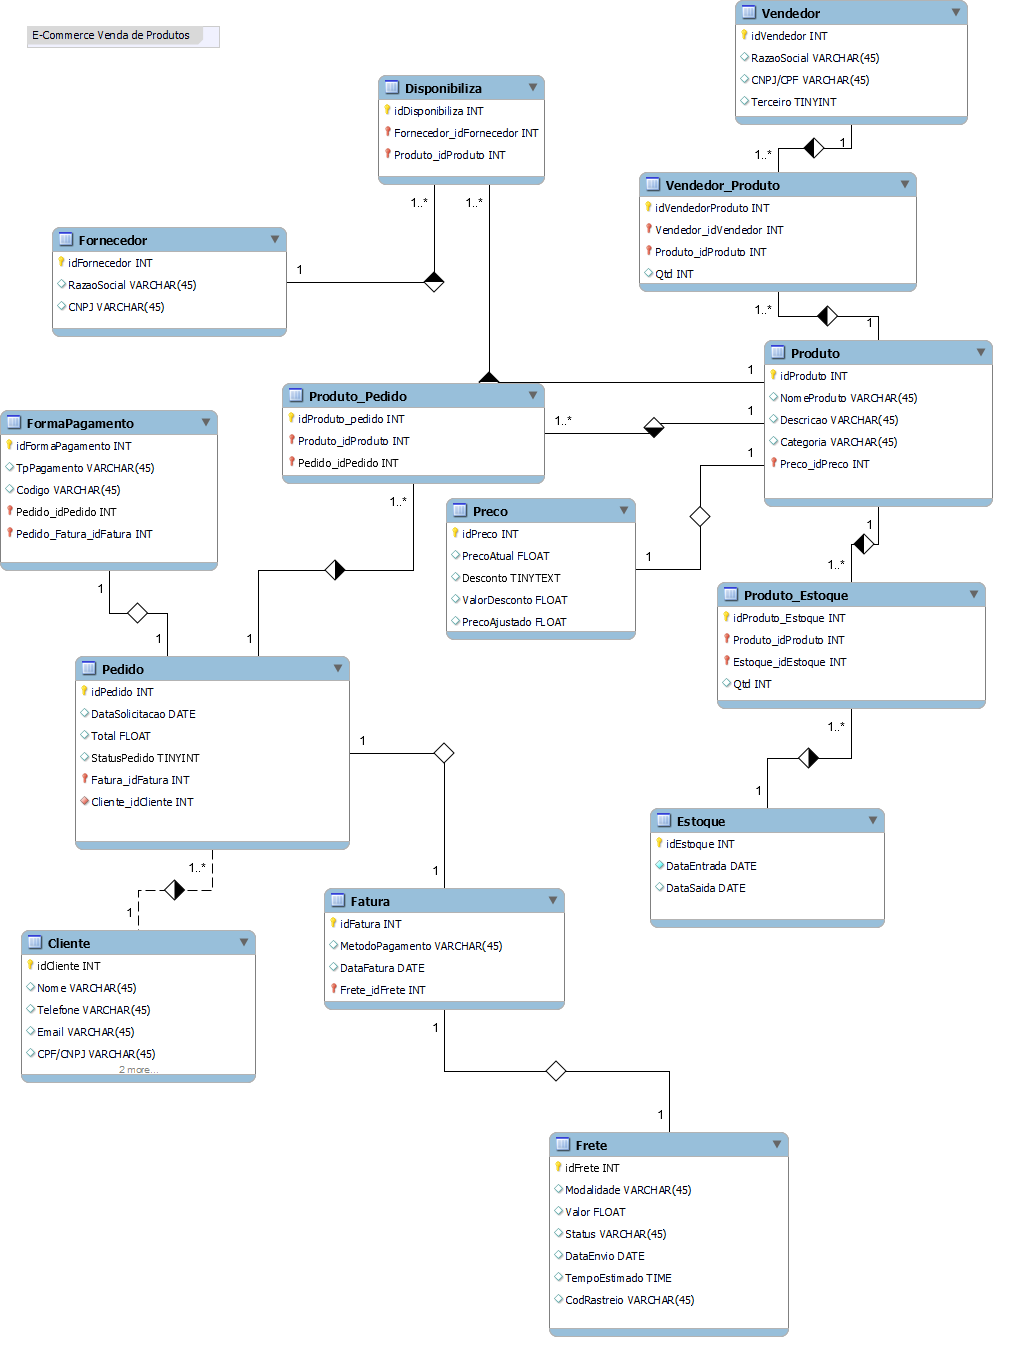 E-Commerce Venda de Produtos
Vendedor
idVendedor INT
RazaoSocial VARCHAR(45)
CNPJ/CPF VARCHAR(45)
Terceiro TINYINT
1
1..*
Disponibiliza
idDisponibiliza INT
Fornecedor_idFornecedor INT
Produto_idProduto INT
1..*
1..*
Vendedor_Produto
idVendedorProduto INT
Vendedor_idVendedor INT
Produto_idProduto INT
Qtd INT
1..*
1
Fornecedor
idFornecedor INT
RazaoSocial VARCHAR(45)
CNPJ VARCHAR(45)
1
Produto
idProduto INT
NomeProduto VARCHAR(45)
Descricao VARCHAR(45)
Categoria VARCHAR(45)
Preco_idPreco INT
1
1
1
1
1..*
Produto_Pedido
idProduto_pedido INT
Produto_idProduto INT
Pedido_idPedido INT
1..*
1..*
FormaPagamento
idFormaPagamento INT
TpPagamento VARCHAR(45)
Codigo VARCHAR(45)
Pedido_idPedido INT
Pedido_Fatura_idFatura INT
1
1
1
Preco
idPreco INT
PrecoAtual FLOAT
Desconto TINYTEXT
ValorDesconto FLOAT
PrecoAjustado FLOAT
1
Produto_Estoque
idProduto_Estoque INT
Produto_idProduto INT
Estoque_idEstoque INT
Qtd INT
1..*
1
Pedido
idPedido INT
DataSolicitacao DATE
Total FLOAT
StatusPedido TINYINT
Fatura_idFatura INT
Cliente_idCliente INT
1
1..*
1
1
Estoque
idEstoque INT
DataEntrada DATE
DataSaida DATE
Fatura
idFatura INT
MetodoPagamento VARCHAR(45)
DataFatura DATE
Frete_idFrete INT
1
1
Cliente
idCliente INT
Nome VARCHAR(45)
Telefone VARCHAR(45)
Email VARCHAR(45)
CPF/CNPJ VARCHAR(45)
2 more...
Frete
idFrete INT
Modalidade VARCHAR(45)
Valor FLOAT
Status VARCHAR(45)
DataEnvio DATE
TempoEstimado TIME
CodRastreio VARCHAR(45)